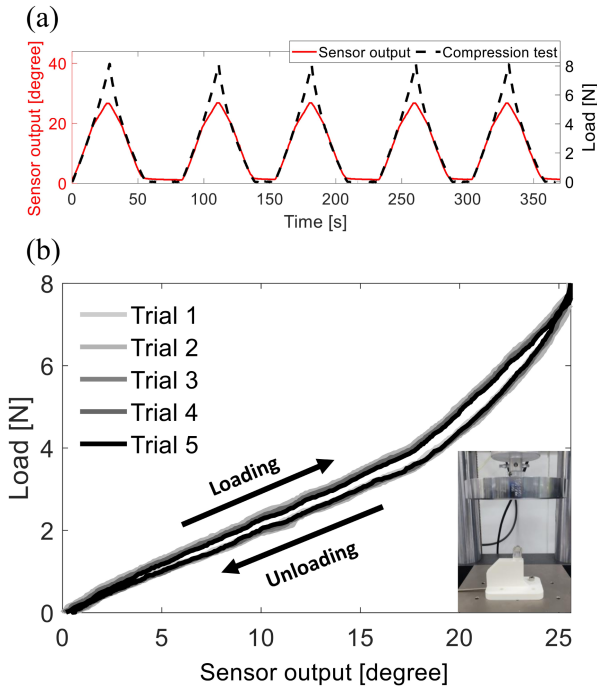 (a)
Sensor output
Compression test
Sensor output [degree]
40
20
0
8
6
4
2
0
Load [N]
0 50 100 150 200 250 300 350
Time [s]
(b)
Load [N]
8
6
4
2
0
Trial 1
Trial 2
Trial 3
Trial 4
Trial 5
Loading
Unloading
0 5 10 15 20 25
Sensor output [degree]